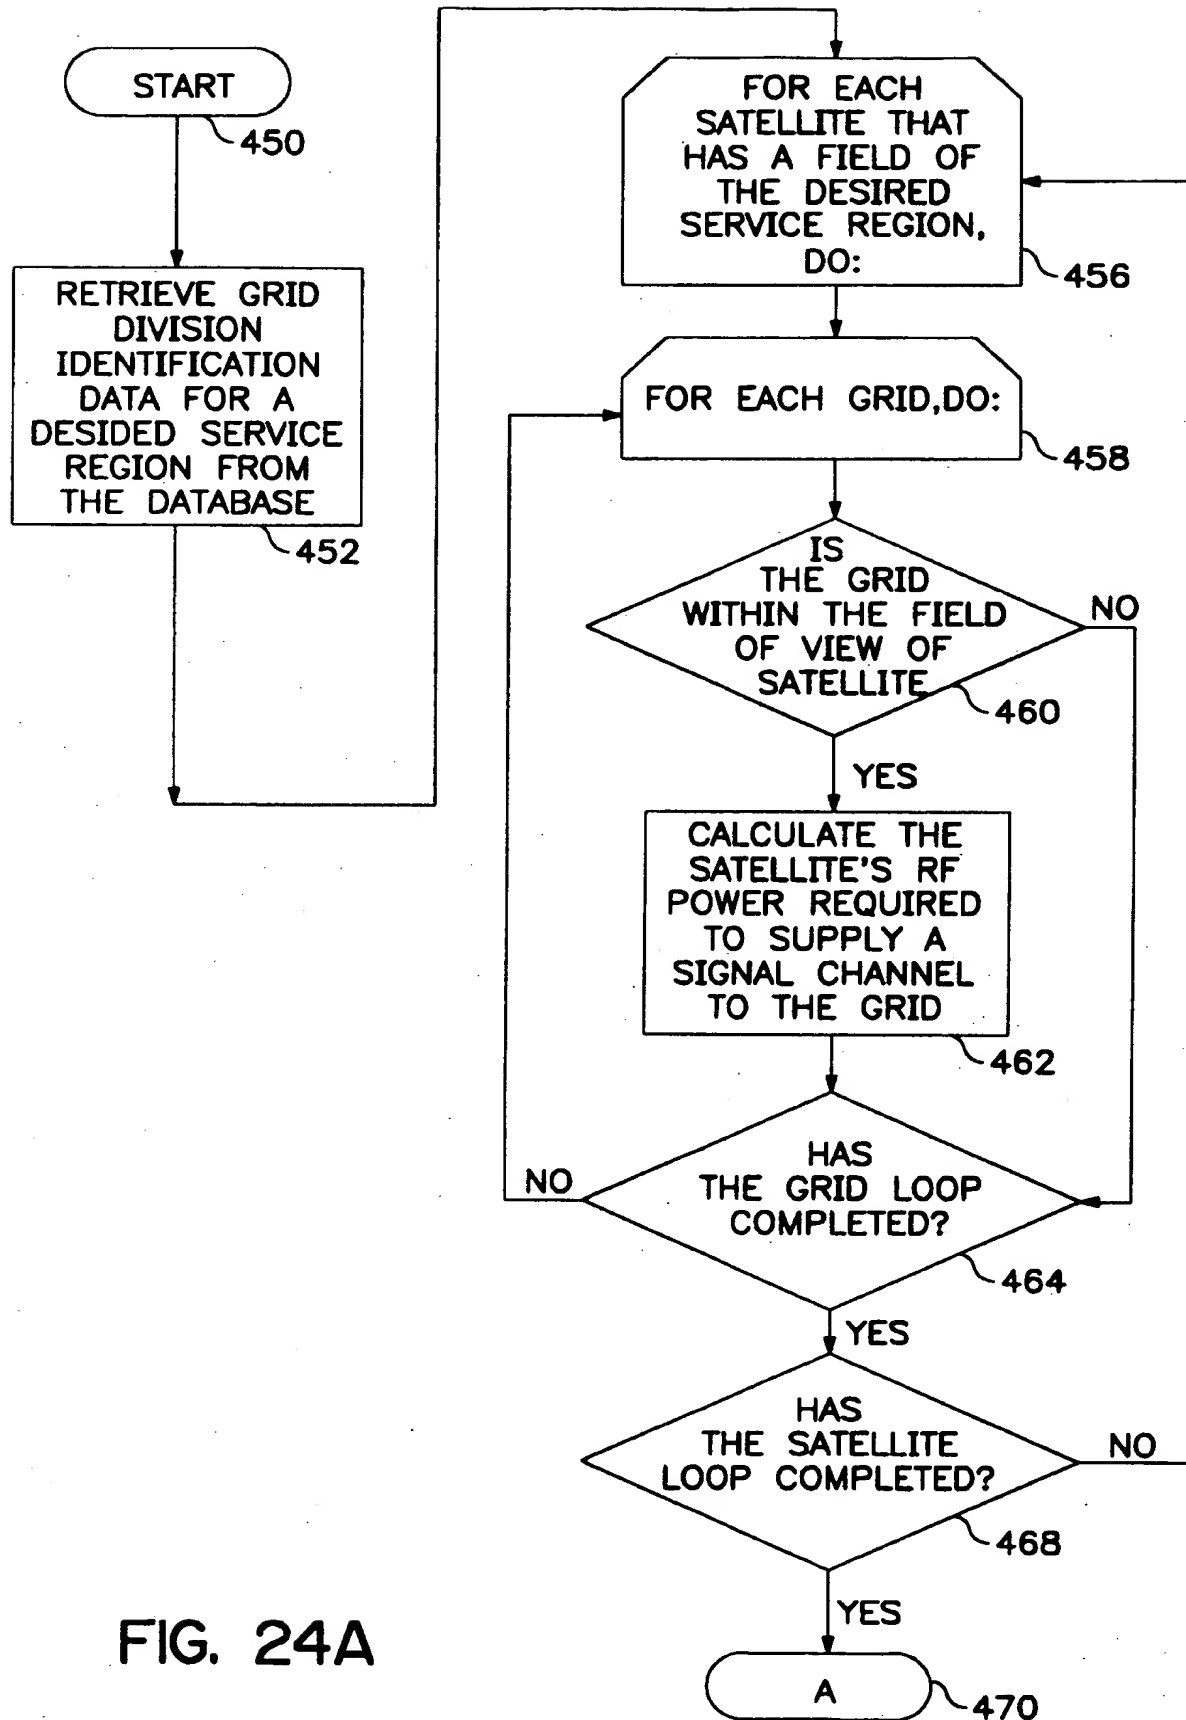 START
450
RETRIEVE GRID
DIVISION
IDENTIFICATION
DATA FOR A
DESIDED SERVICE
REGION FROM
THE DATABASE
452
FOR EACH
SATELLITE THAT
HAS A FIELD OF
THE DESIRED
SERVICE REGION,
DO:
456
FOR EACH GRID,DO:
458
IS
THE GRID
WITHIN THE FIELD
OF VIEW OF
SATELLITE
460
NO
YES
CALCULATE THE
SATELLITE'S RF
POWER REQUIRED
TO SUPPLY A
SIGNAL CHANNEL
TO THE GRID
462
HAS
THE GRID LOOP
COMPLETED?
464
NO
YES
HAS
THE SATELLITE
LOOP COMPLETED?
468
NO
YES
A
470
FIG. 24A